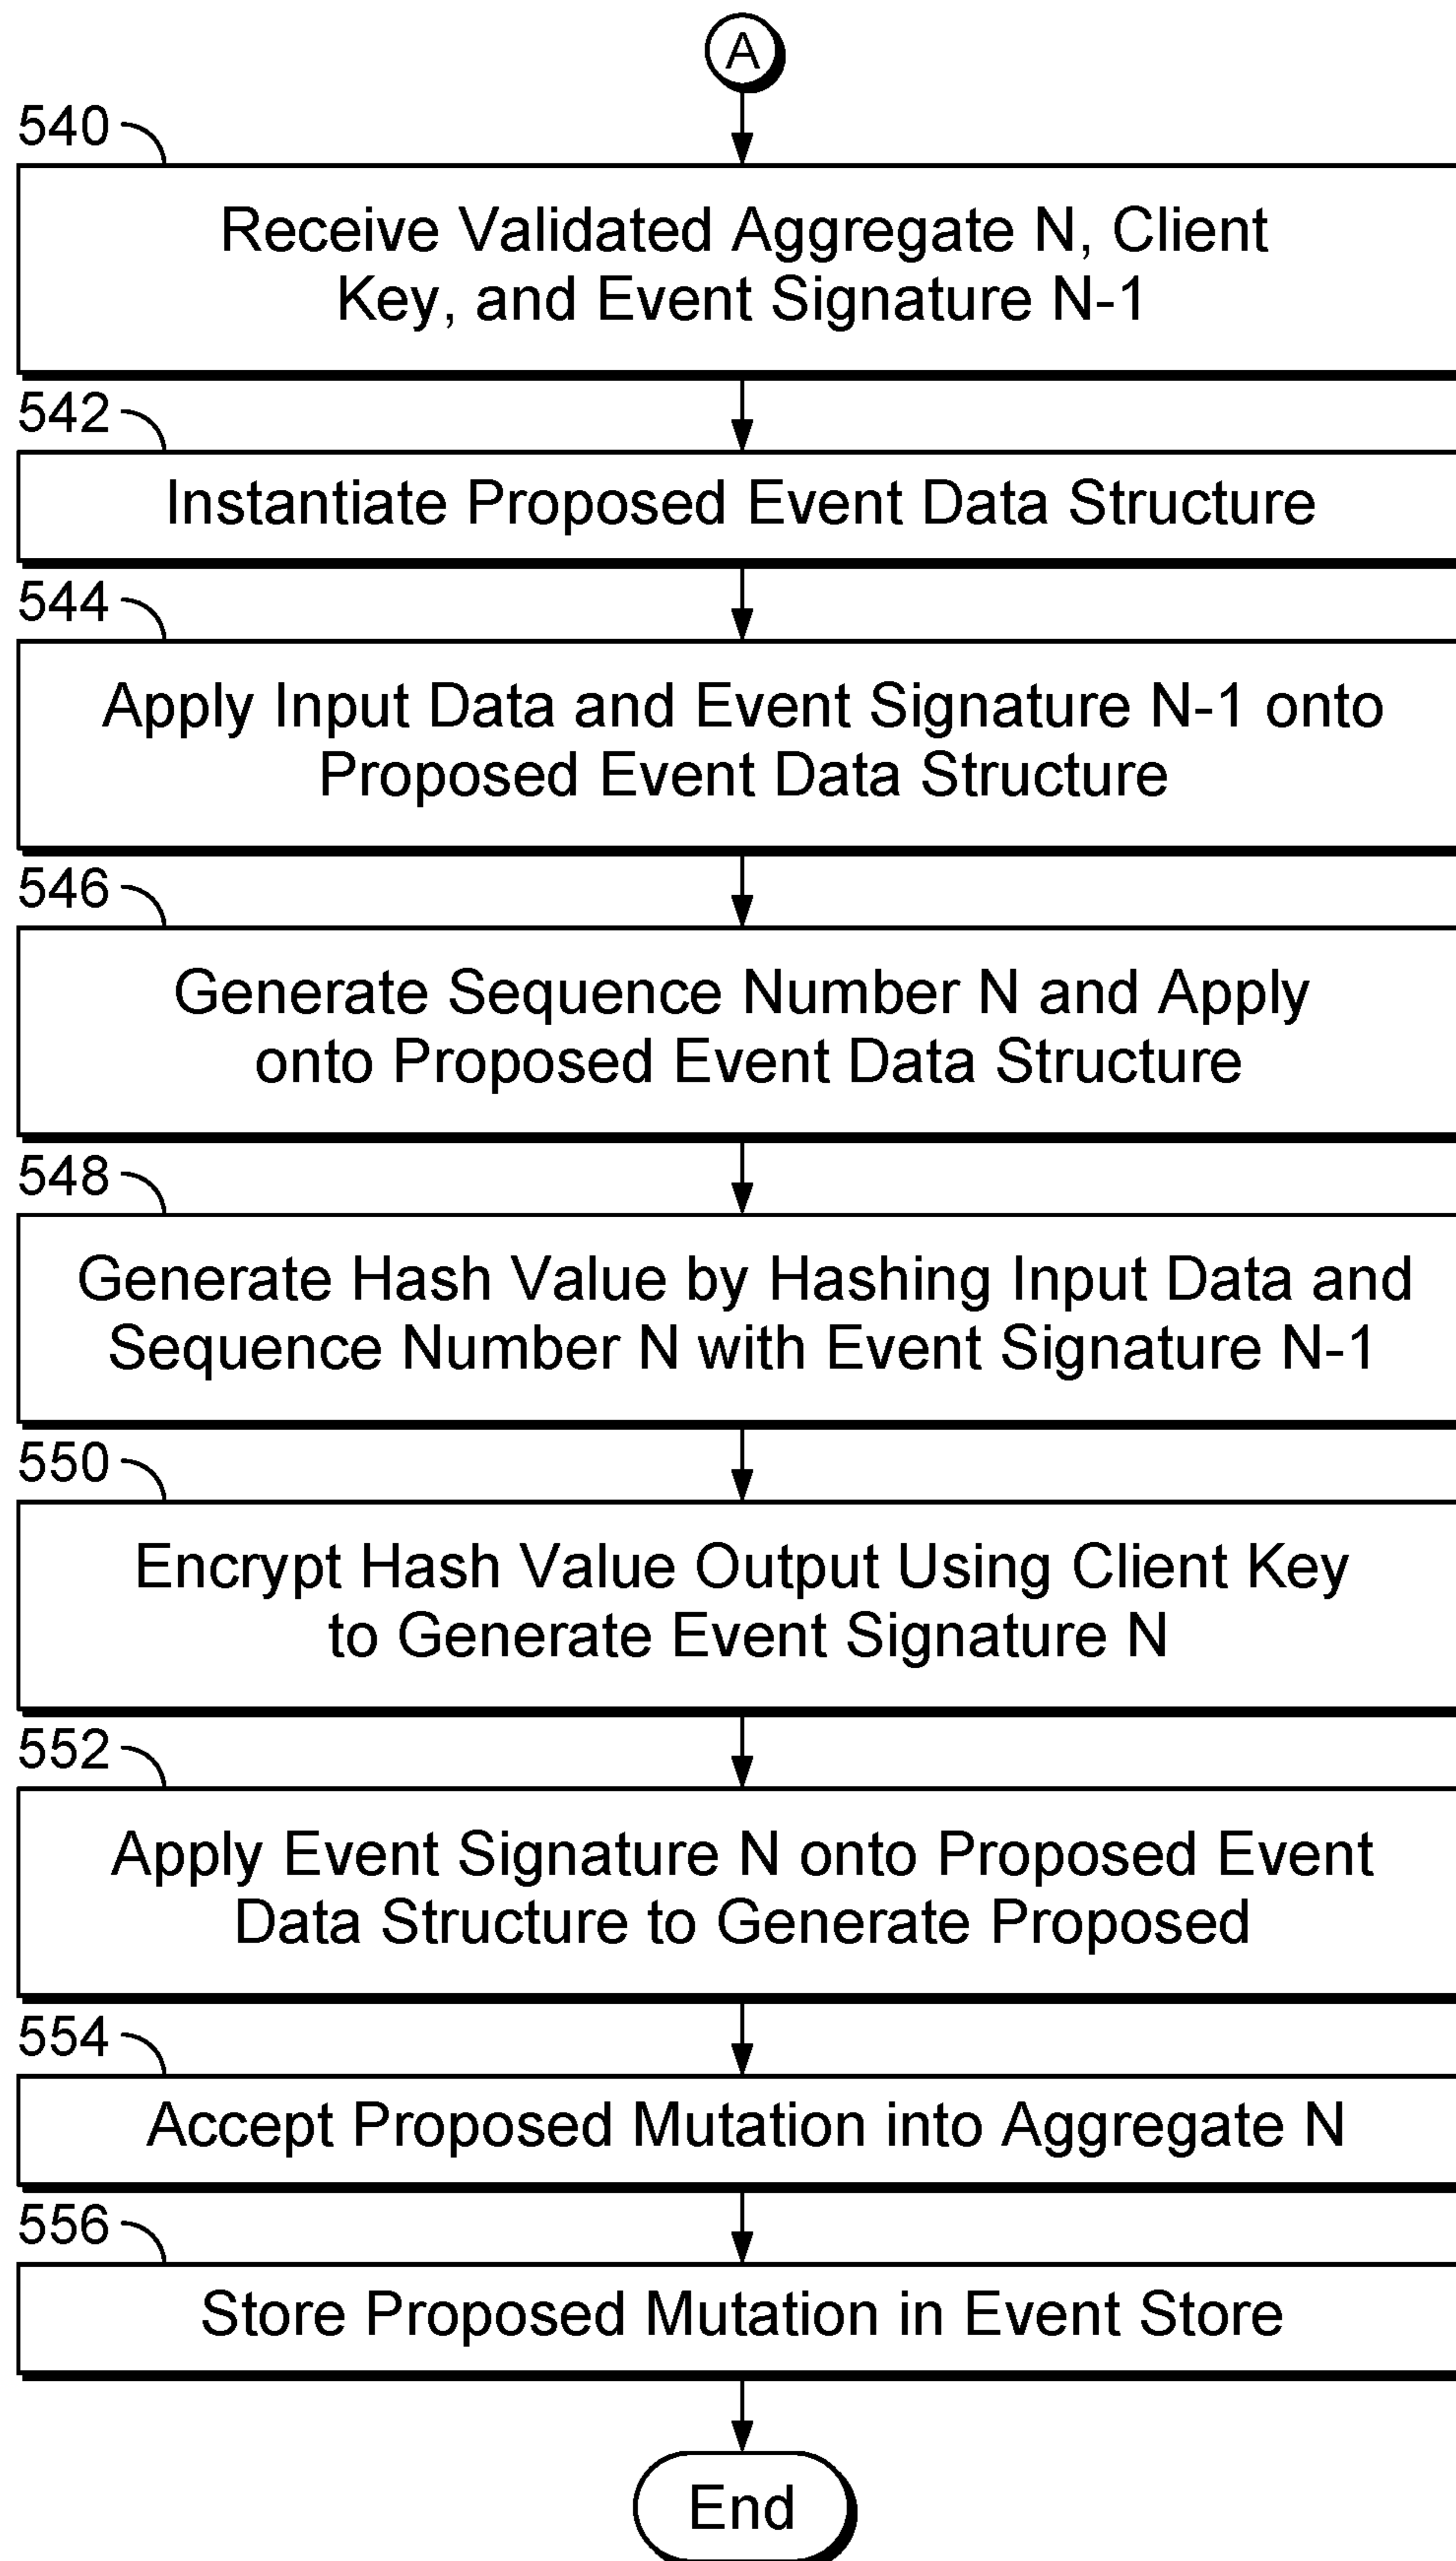 A
540
Receive Validated Aggregate N, Client
Key, and Event Signature N-1
542
Instantiate Proposed Event Data Structure
544
Apply Input Data and Event Signature N-1 onto
Proposed Event Data Structure
546
Generate Sequence Number N and Apply
onto Proposed Event Data Structure
548
Generate Hash Value by Hashing Input Data and
Sequence Number N with Event Signature N-1
550
Encrypt Hash Value Output Using Client Key
to Generate Event Signature N
552
Apply Event Signature N onto Proposed Event
Data Structure to Generate Proposed
554
Accept Proposed Mutation into Aggregate N
556
Store Proposed Mutation in Event Store
End